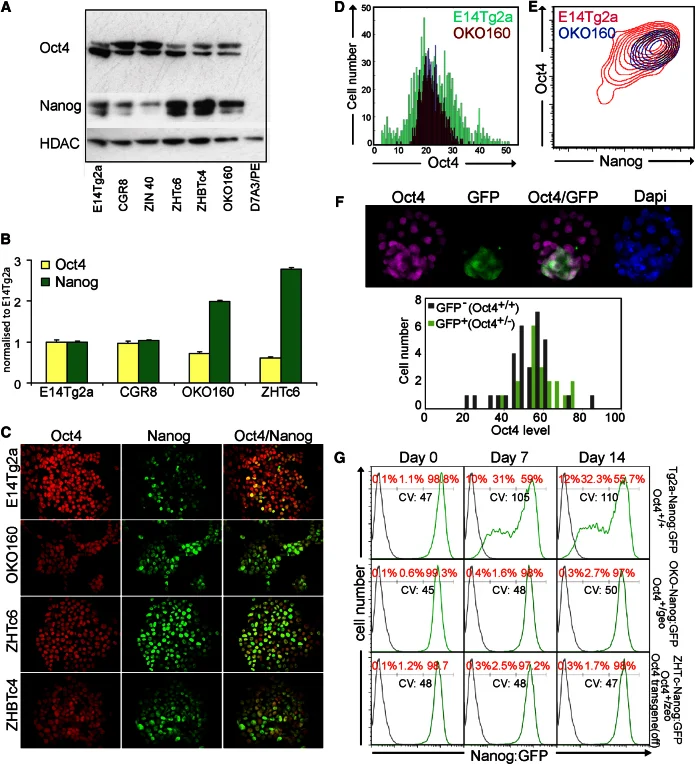 A
Oct4
Nanog
HDAC
E14Tg2a
CGR8
ZIN 40
ZHTc6
ZHBTc4
OKO160
D7A3/PE
B
normalised to E14Tg2a
3
2
1
0
Oct4
Nanog
E14Tg2a CGR8 OKO160 ZHTc6
C
Oct4 Nanog Oct4/Nanog
E14Tg2a
OKO160
ZHTc6
ZHBTc4
D
E14Tg2a
OKO160
Cell number
50
40
30
20
10
0
0 10 20 30 40 50
Oct4
E
E14Tg2a
OKO160
Oct4
Nanog
F
Oct4 GFP Oct4/GFP Dapi
GFP-(Oct4+/+)
GFP+(Oct4+/-)
Cell number
8
6
4
2
0
0 20 40 60 80 100
Oct4 level
G
Day 0 Day 7 Day 14
0.1% 1.1% 98.8% 10% 31% 59% 12% 32.3% 55.7%
CV: 47 CV: 105 CV: 110
Tg2a-Nanog:GFP
Oct4+/+
0.1% 0.6% 99.3% 0.4% 1.6% 98% 0.3% 2.7% 97%
CV: 45 CV: 48 CV: 50
OKO-Nanog:GFP
Oct4+/geo
0.1% 1.2% 98.7 0.3% 2.5% 97.2% 0.3% 1.7% 98%
CV: 48 CV: 48 CV: 47
ZHTc-Nanog:GFP
Oct4+/zeo
Oct4 transgene(off)
cell number
Nanog:GFP